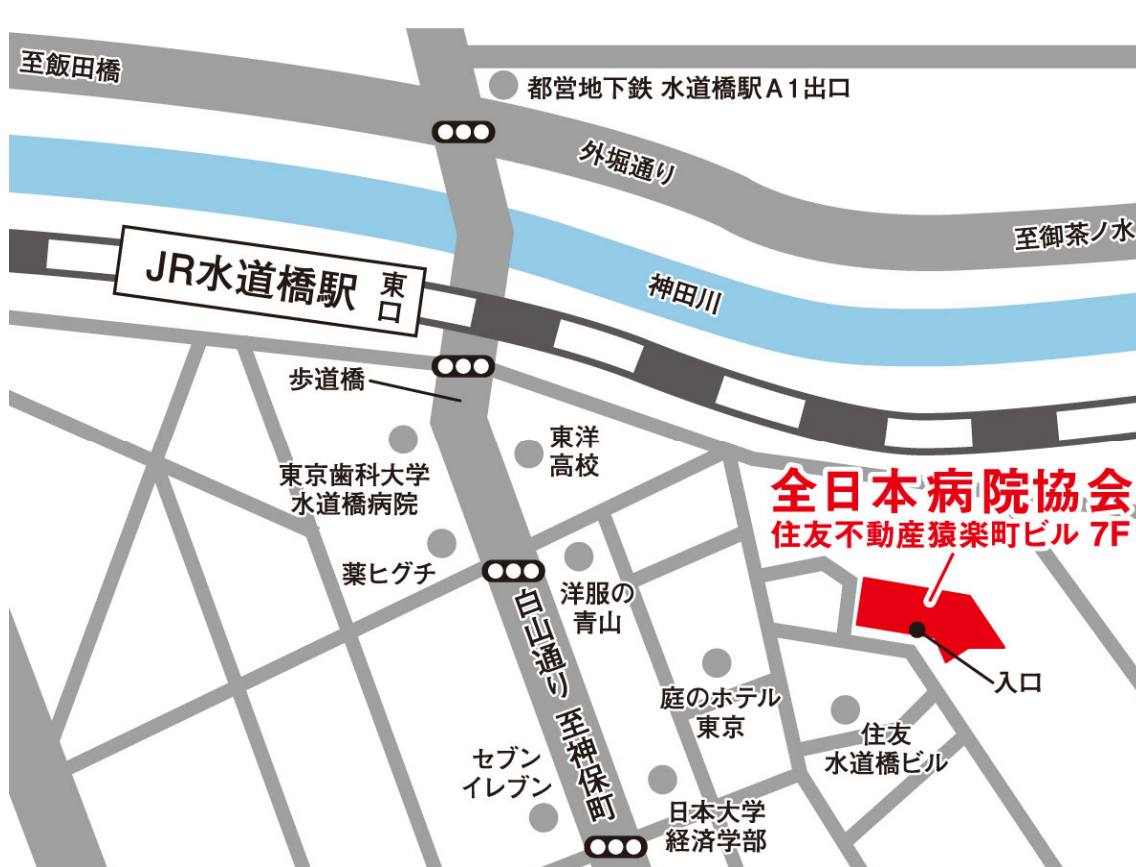 至飯田橋
都営地下鉄 水道橋駅A1出口
外堀通り
至御茶ノ水
神田川
JR水道橋駅
東口
歩道橋
東洋
高校
東京歯科大学
水道橋病院
全日本病院協会
住友不動産猿楽町ビル 7F
薬ヒグチ
洋服の
青山
白山通り 至神保町
入口
庭のホテル
東京
住友
水道橋ビル
セブン
イレブン
日本大学
経済学部